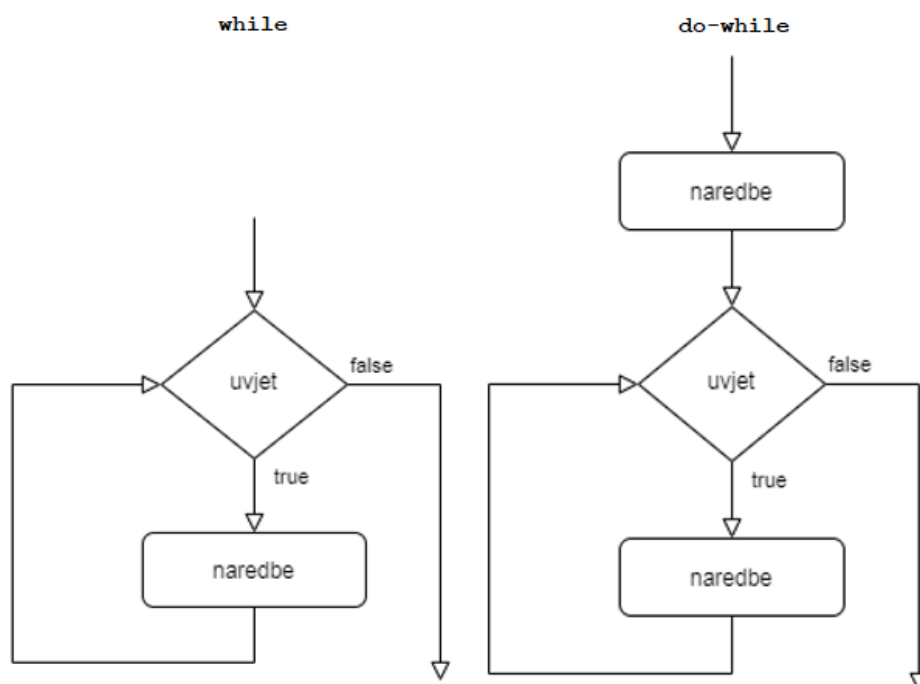 while
uvjet
false
true
naredbe
do-while
naredbe
uvjet
false
true
naredbe